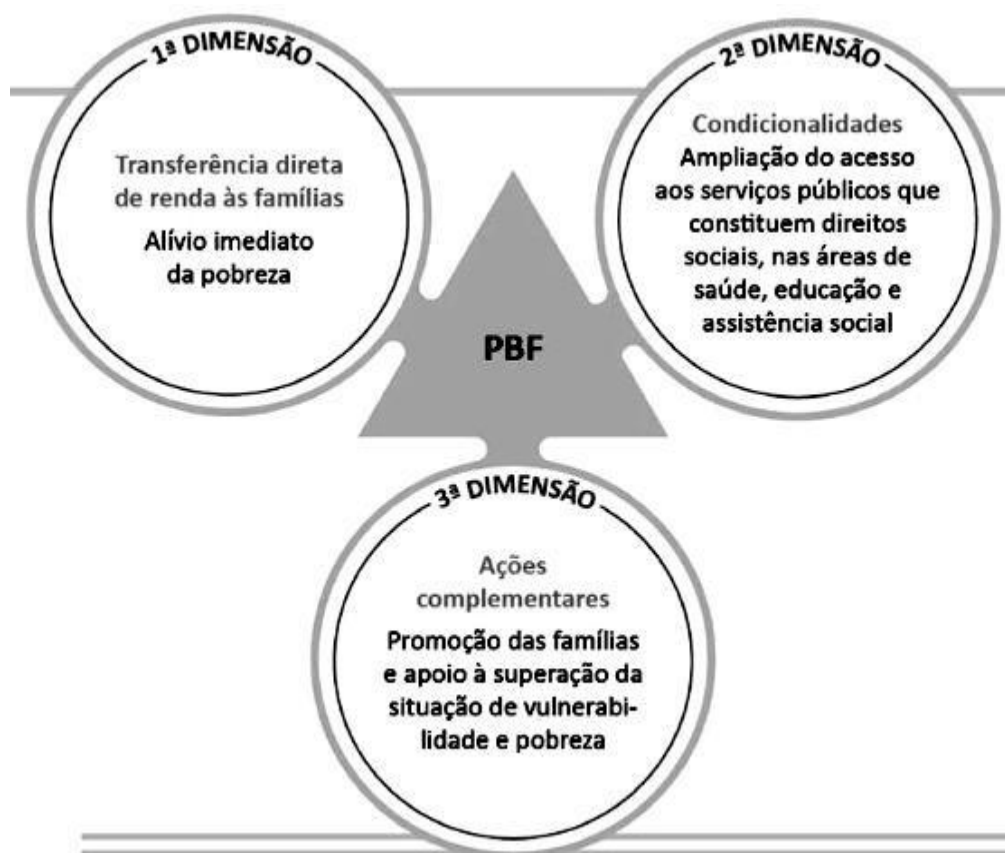 1ª DIMENSÃO
Transferência direta
de renda às famílias
Alívio imediato
da pobreza
2ª DIMENSÃO
Condicionalidades
Ampliação do acesso
aos serviços públicos que
constituem direitos
sociais, nas áreas de
saúde, educação e
assistência social
PBF
3ª DIMENSÃO
Ações
complementares
Promoção das famílias
e apoio à superação da
situação de vulnerabi-
lidade e pobreza